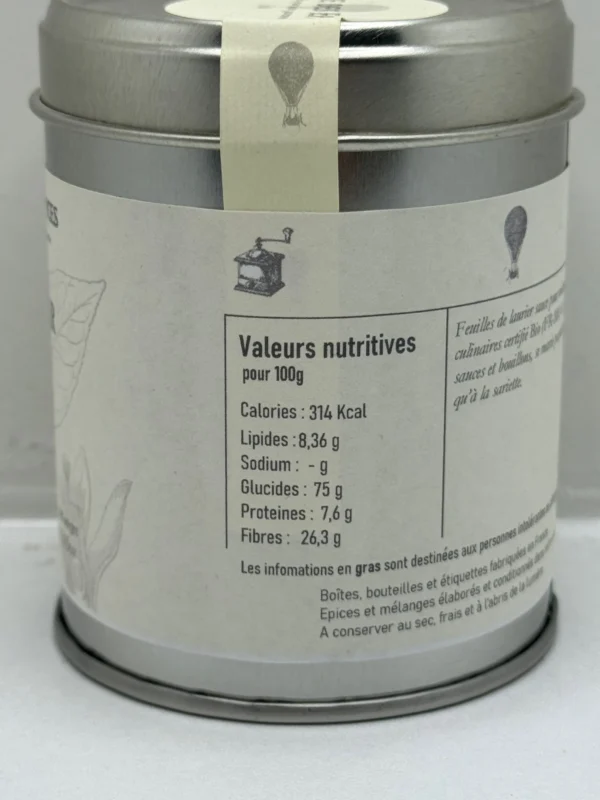 Valeurs nutritives
pour 100g
Calories : 314 Kcal
Lipides :8,36 g
Sodium : - g
Glucides : 75 g
Proteines : 7,6 g
Fibres : 26,3 g
Feuilles de laurier sauce
culinaires certifié Bio
sauces et bouillons,
qu'à la sariette.
Les infomations en gras sont destinées aux personnes
Boîtes, bouteilles et étiquettes fabriquées en
Epices et mélanges élaborés et conditionnés
A conserver au sec, frais et à l'abris de la lumière